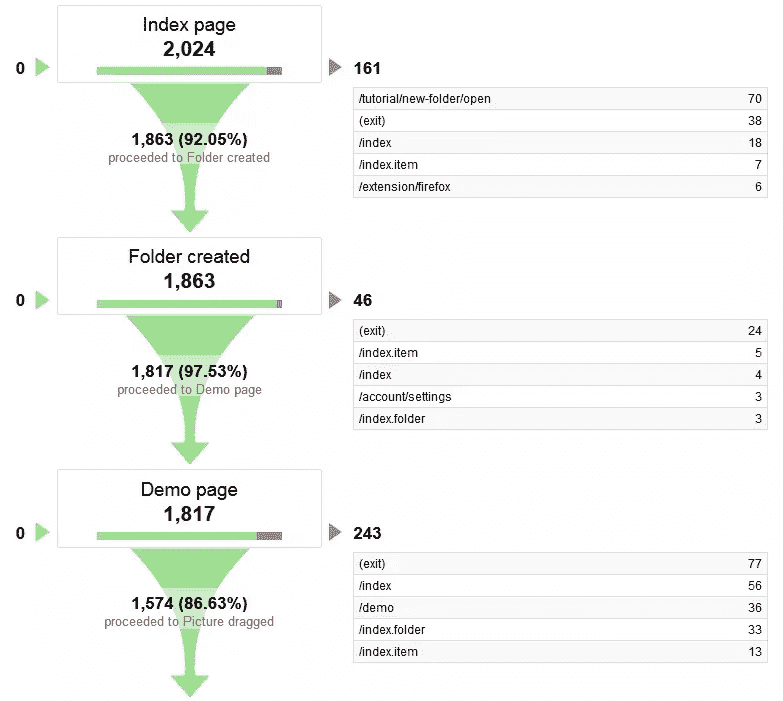 Index page
2,024
0
161
/tutorial/new-folder/open 70
(exit) 38
/index 18
/index.item 7
/extension/firefox 6
1,863 (92.05%)
proceeded to Folder created
Folder created
1,863
0
46
(exit) 24
/index.item 5
/index 4
/account/settings 3
/index.folder 3
1,817 (97.53%)
proceeded to Demo page
Demo page
1,817
0
243
(exit) 77
/index 56
/demo 36
/index.folder 33
/index.item 13
1,574 (86.63%)
proceeded to Picture dragged